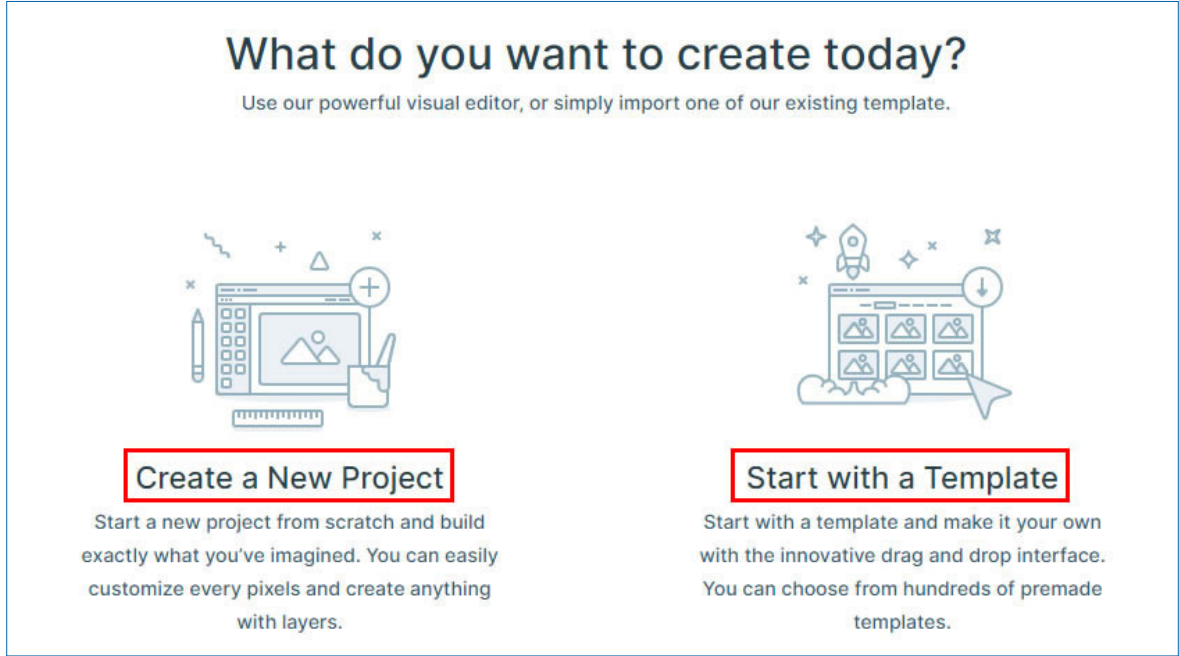 What do you want to create today?
Use our powerful visual editor, or simply import one of our existing template.
Create a New Project
Start a new project from scratch and build
exactly what you've imagined. You can easily
customize every pixels and create anything
with layers.
Start with a Template
Start with a template and make it your own
with the innovative drag and drop interface.
You can choose from hundreds of premade
templates.